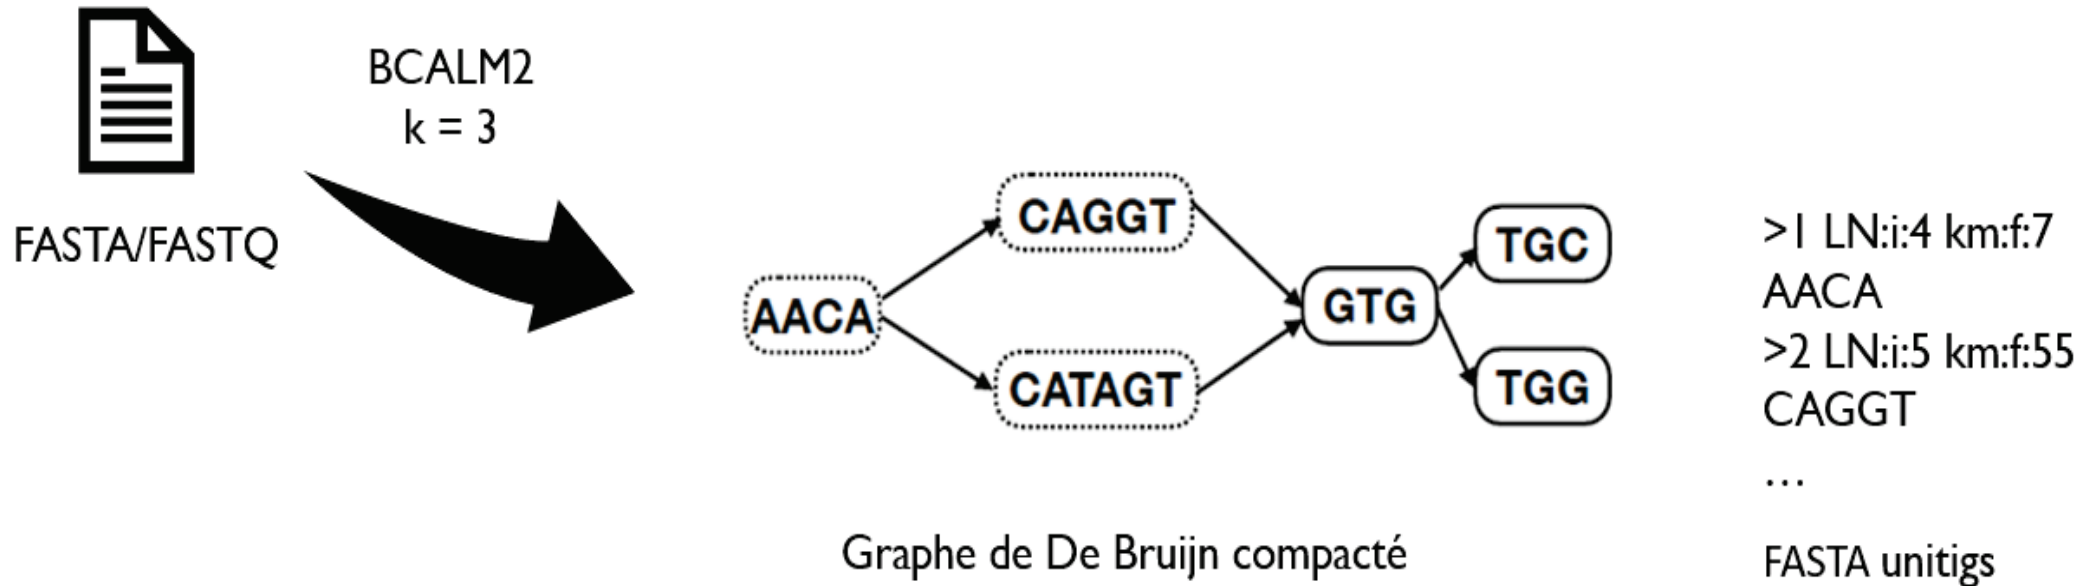 BCALM2
k = 3
FASTA/FASTQ
AACA
CAGGT
CATAGT
GTG
TGC
TGG
Graphe de De Bruijn compacté
>1 LN:i:4 km:f:7
AACA
>2 LN:i:5 km:f:55
CAGGT
...
FASTA unitigs